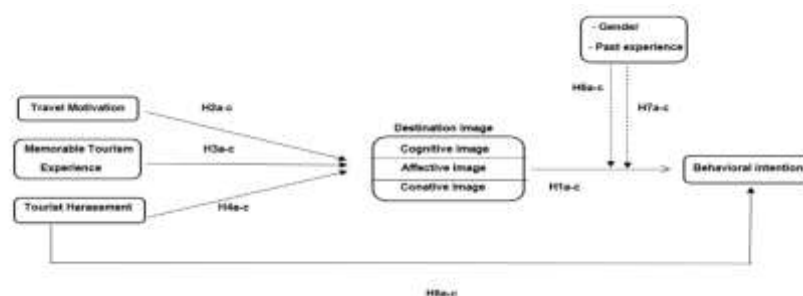 - Gender
- Past experience
Travel Motivation
H2a-c
H6a-c
H7a-c
Destination Image
Memorable Tourism
Experience
H3a-c
Cognitive Image
Affective Image
Conative Image
Behavioral intention
H1a-c
Tourist Harassment
H4a-c